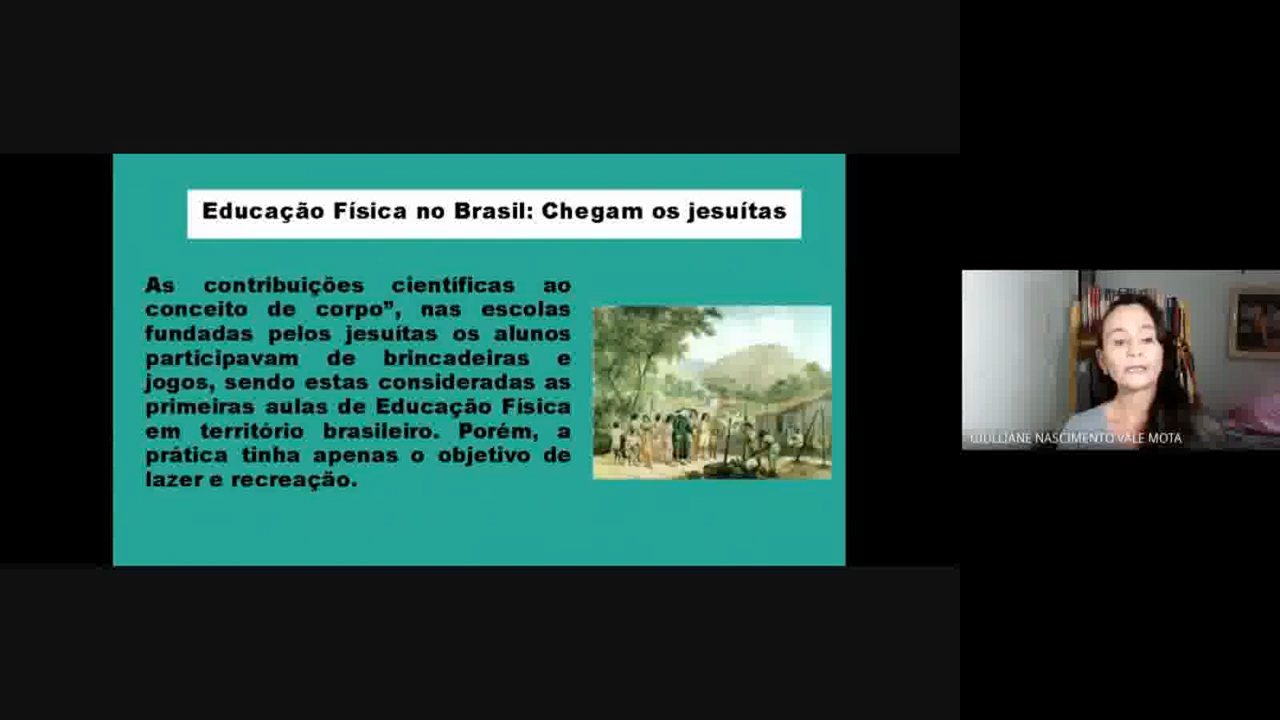 Educação Física no Brasil: Chegam os jesuítas
As contribuições científicas ao
conceito de corpo”, nas escolas
fundadas pelos jesuítas os alunos
participavam de brincadeiras e
jogos, sendo estas consideradas as
primeiras aulas de Educação Física
em território brasileiro. Porém, a
prática tinha apenas o objetivo de
lazer e recreação.
GIULLIANE NASCIMENTO VALE MOTA